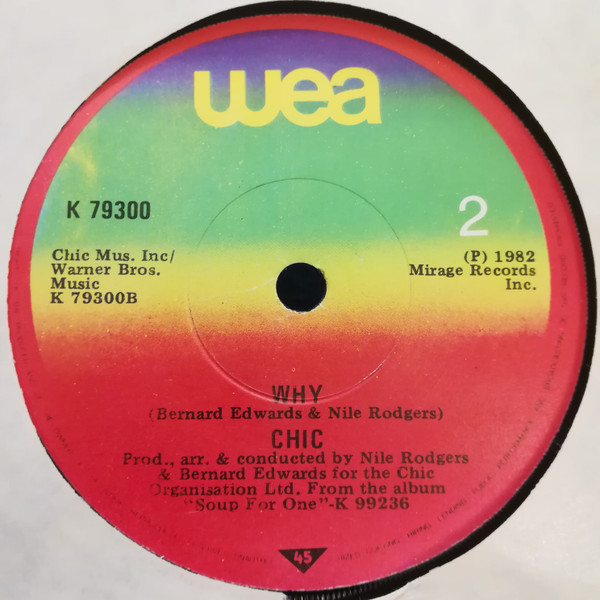 wea
K 79300
2
Chic Mus. Inc/
Warner Bros.
Music
K 79300B
(P) 1982
Mirage Records
Inc.
WHY
(Bernard Edwards & Nile Rodgers)
CHIC
Prod., arr. & conducted by Nile Rodgers
& Bernard Edwards for the Chic
Organisation Ltd. From the album
"Soup For One"-K 99236
45